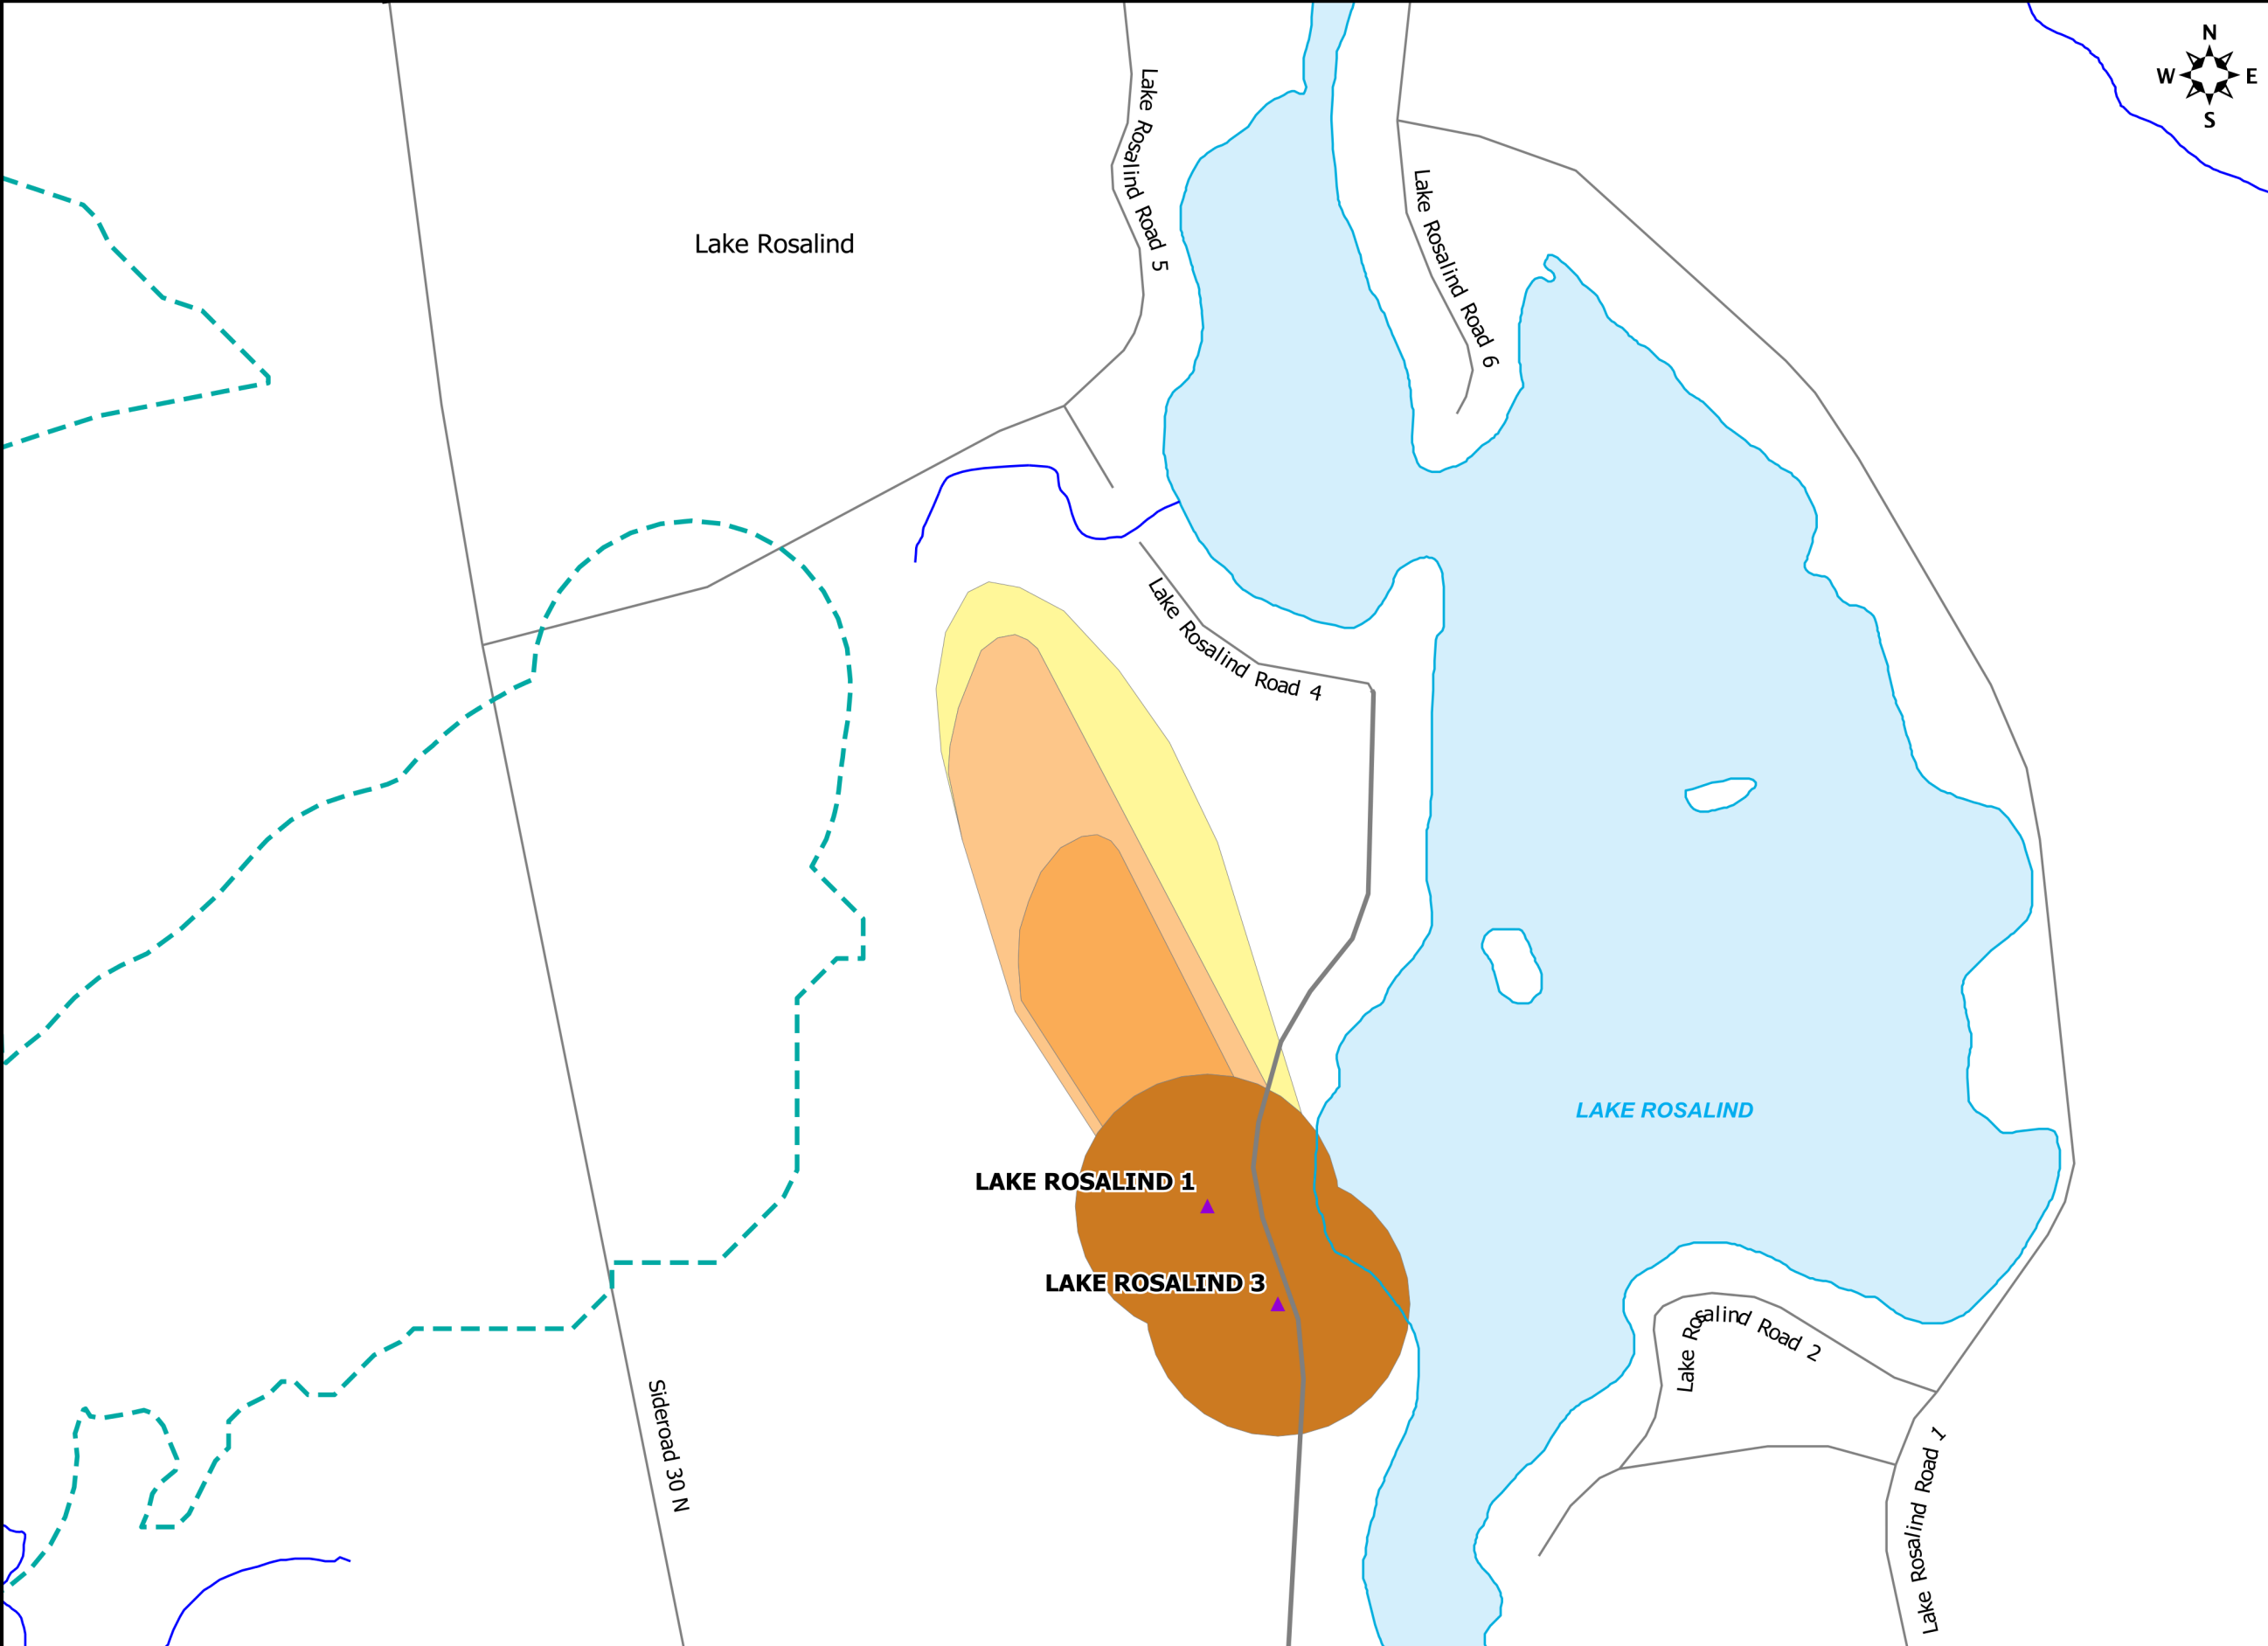 N
W E
S
Lake Rosalind Road 5
Lake Rosalind Road 6
Lake Rosalind
Lake Rosalind Road 4
LAKE ROSALIND
LAKE ROSALIND 1
LAKE ROSALIND 3
Lake Rosalind Road 2
Sideroad 30 N
Lake Rosalind Road 1